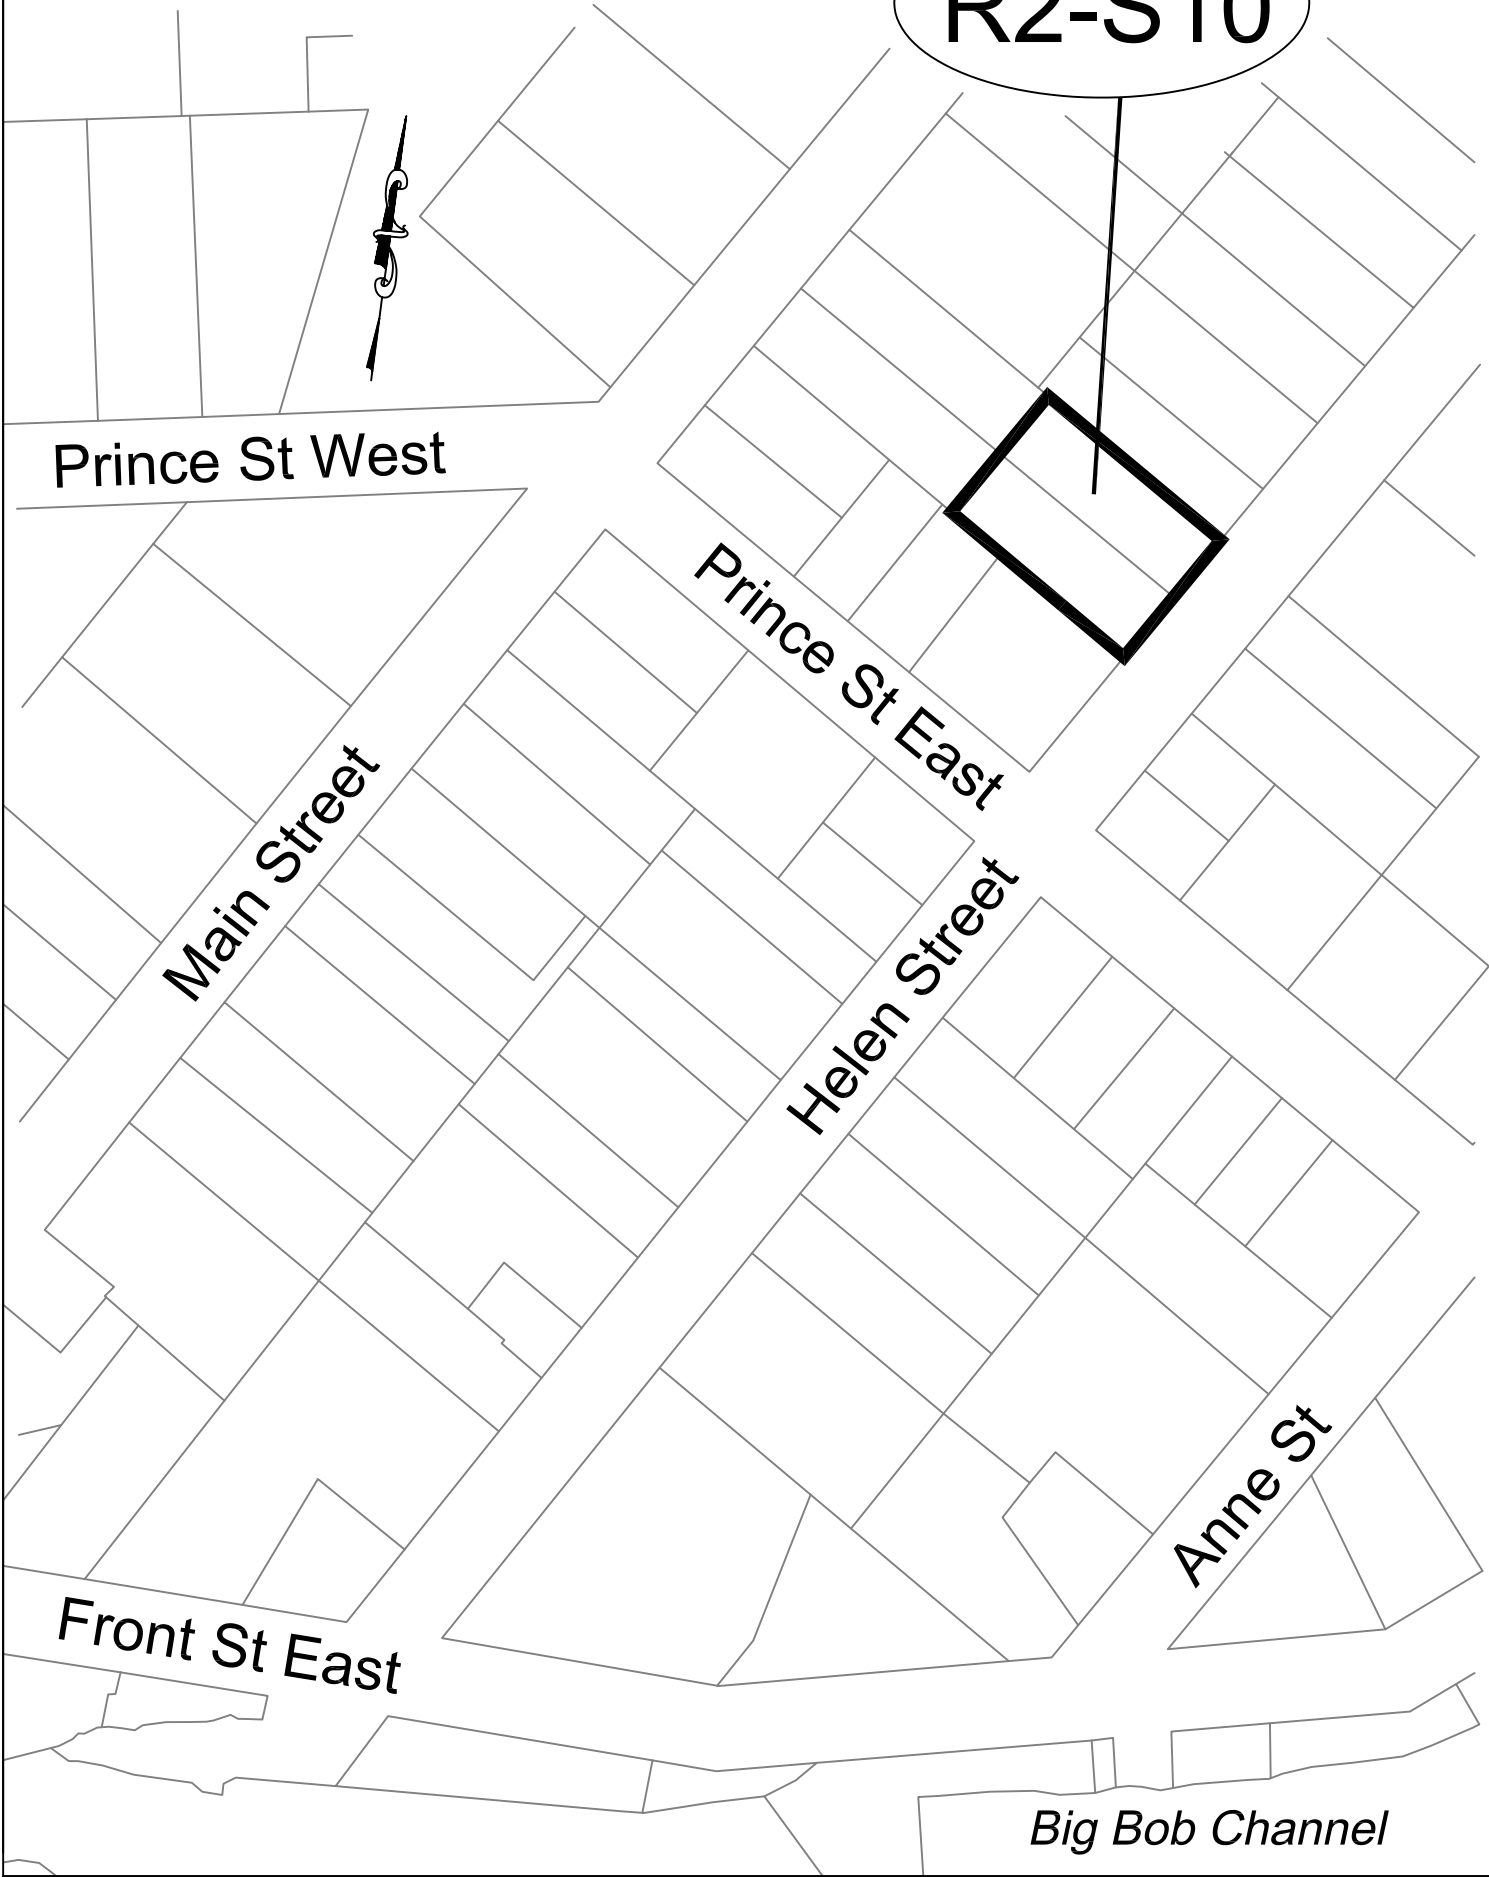 R2-S10
Prince St West
Prince St East
Main Street
Helen Street
Anne St
Front St East
Big Bob Channel